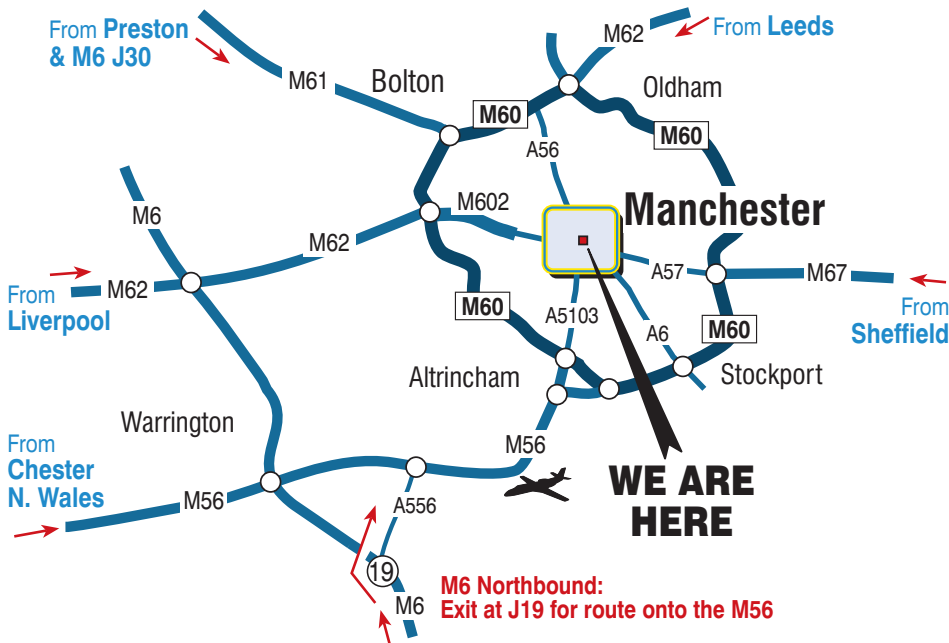 From Preston
& M6 J30
M62
From Leeds
M61
Bolton
Oldham
M60
M60
A56
M6
M602
Manchester
M62
A57
M67
M62
From
Liverpool
M60
A5103
A6
M60
From
Sheffield
Altrincham
Stockport
Warrington
M56
From
Chester
N. Wales
M56
A556
WE ARE
HERE
19
M6
M6 Northbound:
Exit at J19 for route onto the M56